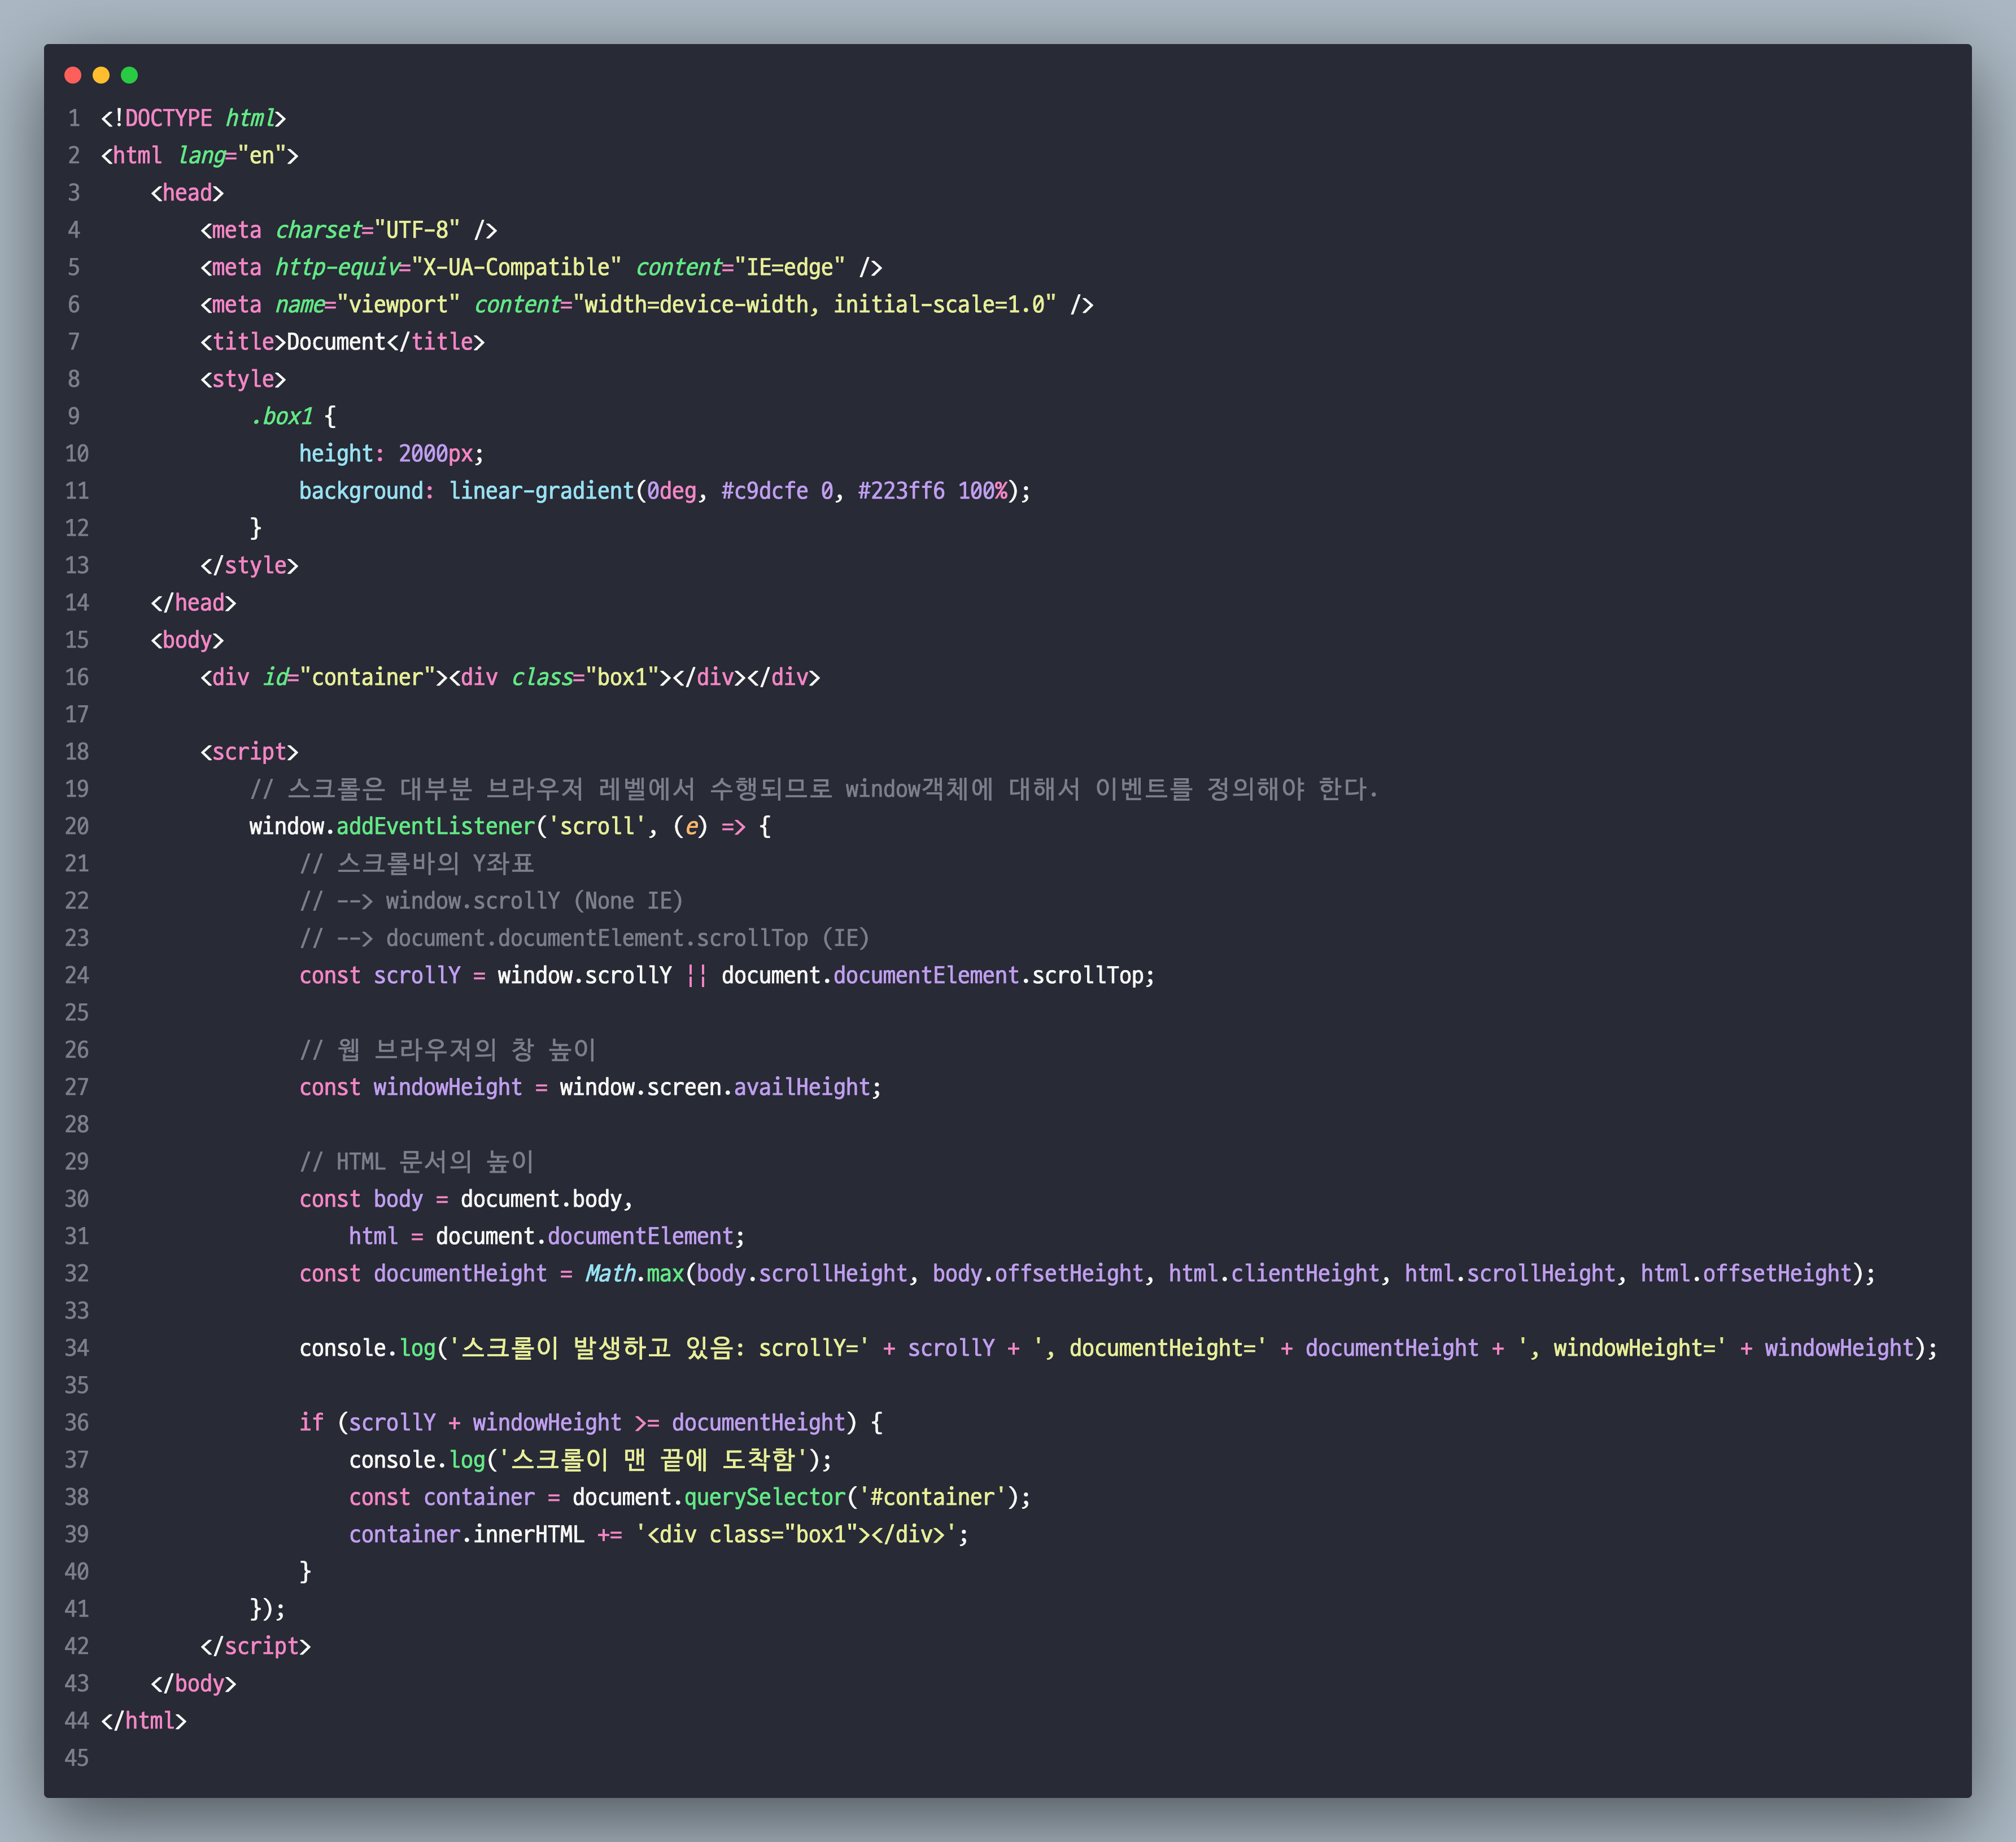 1 <!DOCTYPE html>
2 <html lang="en">
3     <head>
4         <meta charset="UTF-8" />
5         <meta http-equiv="X-UA-Compatible" content="IE=edge" />
6         <meta name="viewport" content="width=device-width, initial-scale=1.0" />
7         <title>Document</title>
8         <style>
9             .box1 {
10                 height: 2000px;
11                 background: linear-gradient(0deg, #c9dcfe 0, #223ff6 100%);
12             }
13         </style>
14     </head>
15     <body>
16         <div id="container"><div class="box1"></div></div>
17
18         <script>
19             // 스크롤은 대부분 브라우저 레벨에서 수행되므로 window객체에 대해서 이벤트를 정의해야 한다.
20             window.addEventListener('scroll', (e) => {
21                 // 스크롤바의 Y좌표
22                 // --> window.scrollY (None IE)
23                 // --> document.documentElement.scrollTop (IE)
24                 const scrollY = window.scrollY || document.documentElement.scrollTop;
25
26                 // 웹 브라우저의 창 높이
27                 const windowHeight = window.screen.availHeight;
28
29                 // HTML 문서의 높이
30                 const body = document.body,
31                     html = document.documentElement;
32                 const documentHeight = Math.max(body.scrollHeight, body.offsetHeight, html.clientHeight, html.scrollHeight, html.offsetHeight);
33
34                 console.log('스크롤이 발생하고 있음: scrollY=' + scrollY + ', documentHeight=' + documentHeight + ', windowHeight=' + windowHeight);
35
36                 if (scrollY + windowHeight >= documentHeight) {
37                     console.log('스크롤이 맨 끝에 도착함');
38                     const container = document.querySelector('#container');
39                     container.innerHTML += '<div class="box1"></div>';
40                 }
41             });
42         </script>
43     </body>
44 </html>
45